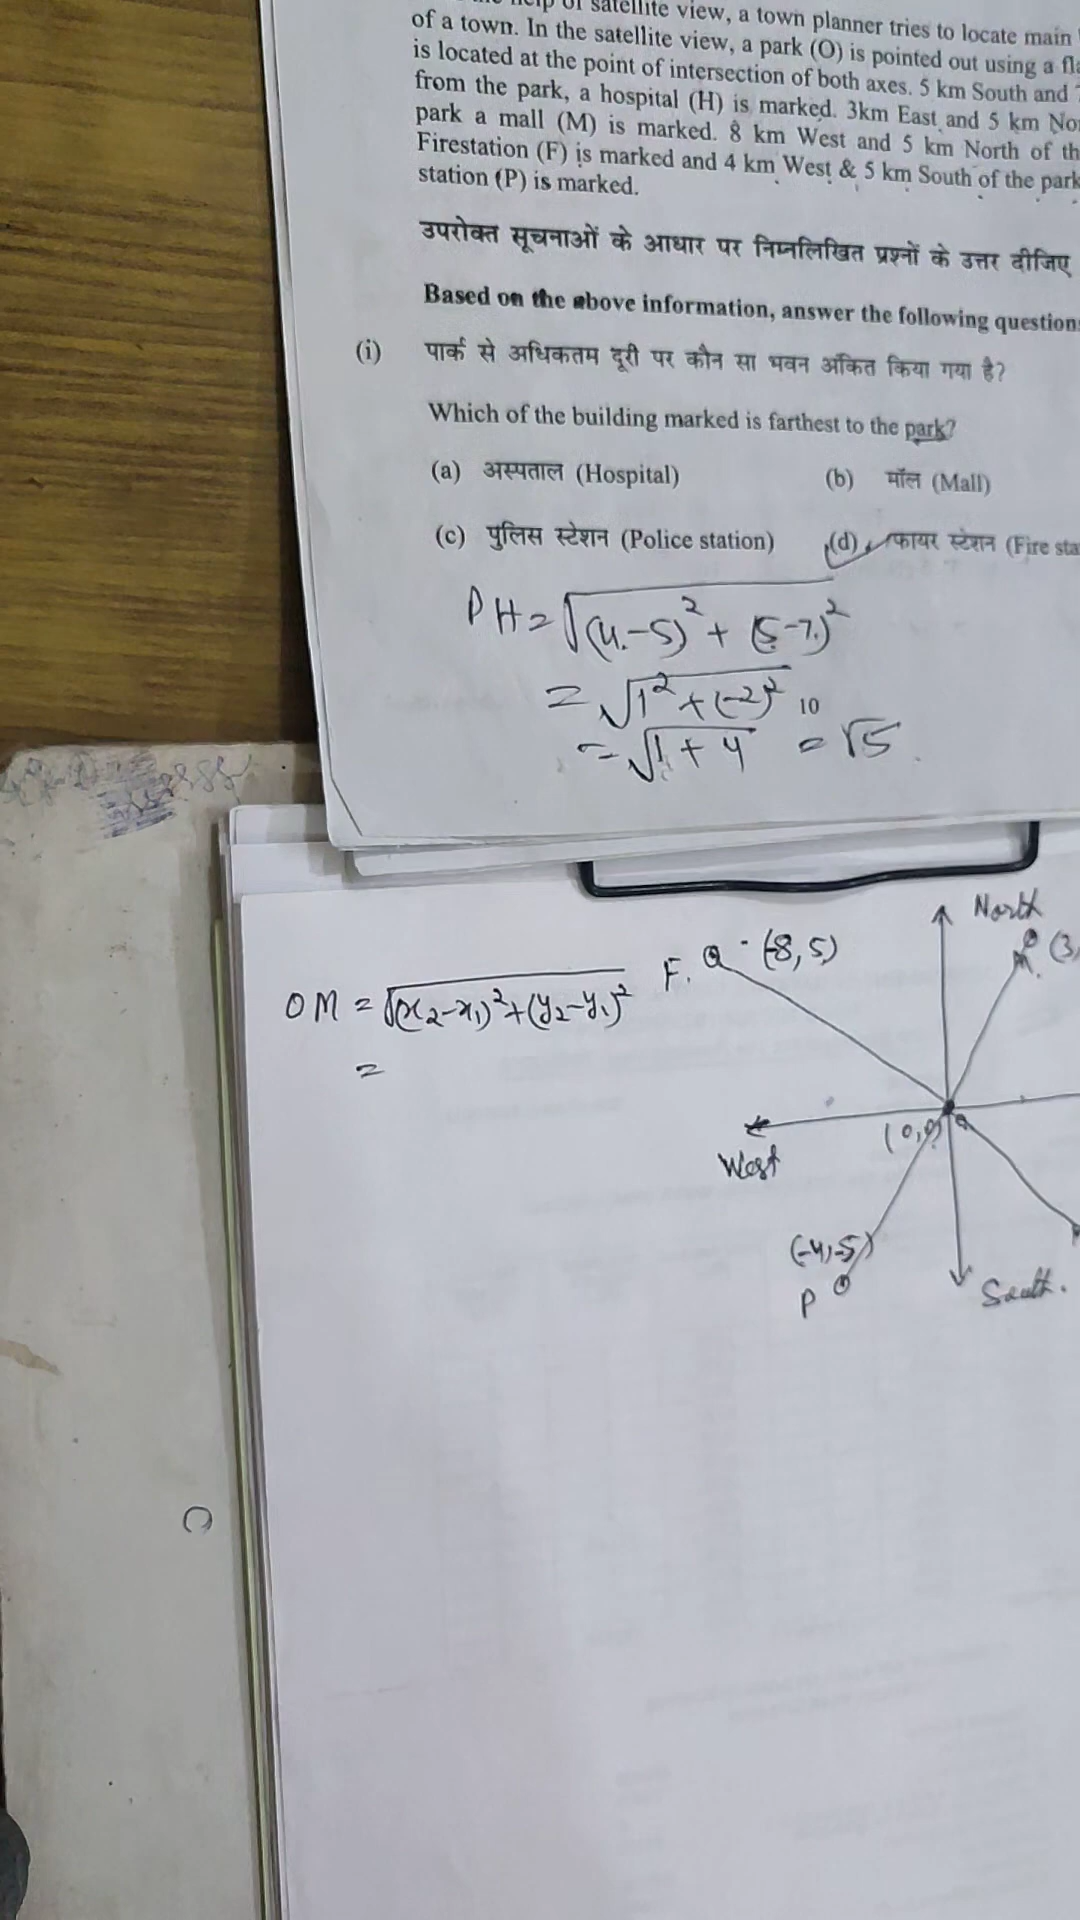 help of satellite view, a town planner tries to locate main
of a town. In the satellite view, a park (O) is pointed out using a
is located at the point of intersection of both axes. 5 km South and
from the park, a hospital (H) is marked. 3km East and 5 km
park a mall (M) is marked. 8 km West and 5 km North of
Firestation (F) is marked and 4 km West & 5 km South of the park
station (P) is marked.
उपरोक्त सूचनाओं के आधार पर निम्नलिखित प्रश्नों के उत्तर दीजिए
Based on the above information, answer the following
(i) पार्क से अधिकतम दूरी पर कौन सा भवन अंकित किया गया है?
Which of the building marked is farthest to the park?
(a) अस्पताल (Hospital) (b) मॉल (Mall)
(c) पुलिस स्टेशन (Police station) (d) फायर स्टेशन (Fire
PH = √(4-5)² + (5-7)²
= √1² + (-2)² 10
= √1 + 4 = √5
North
F. (-8, 5) M. (3,
OM = √(x₂-x₁)²+(y₂-y₁)²
=
(0,0)
West
(-4,-5)
P South.